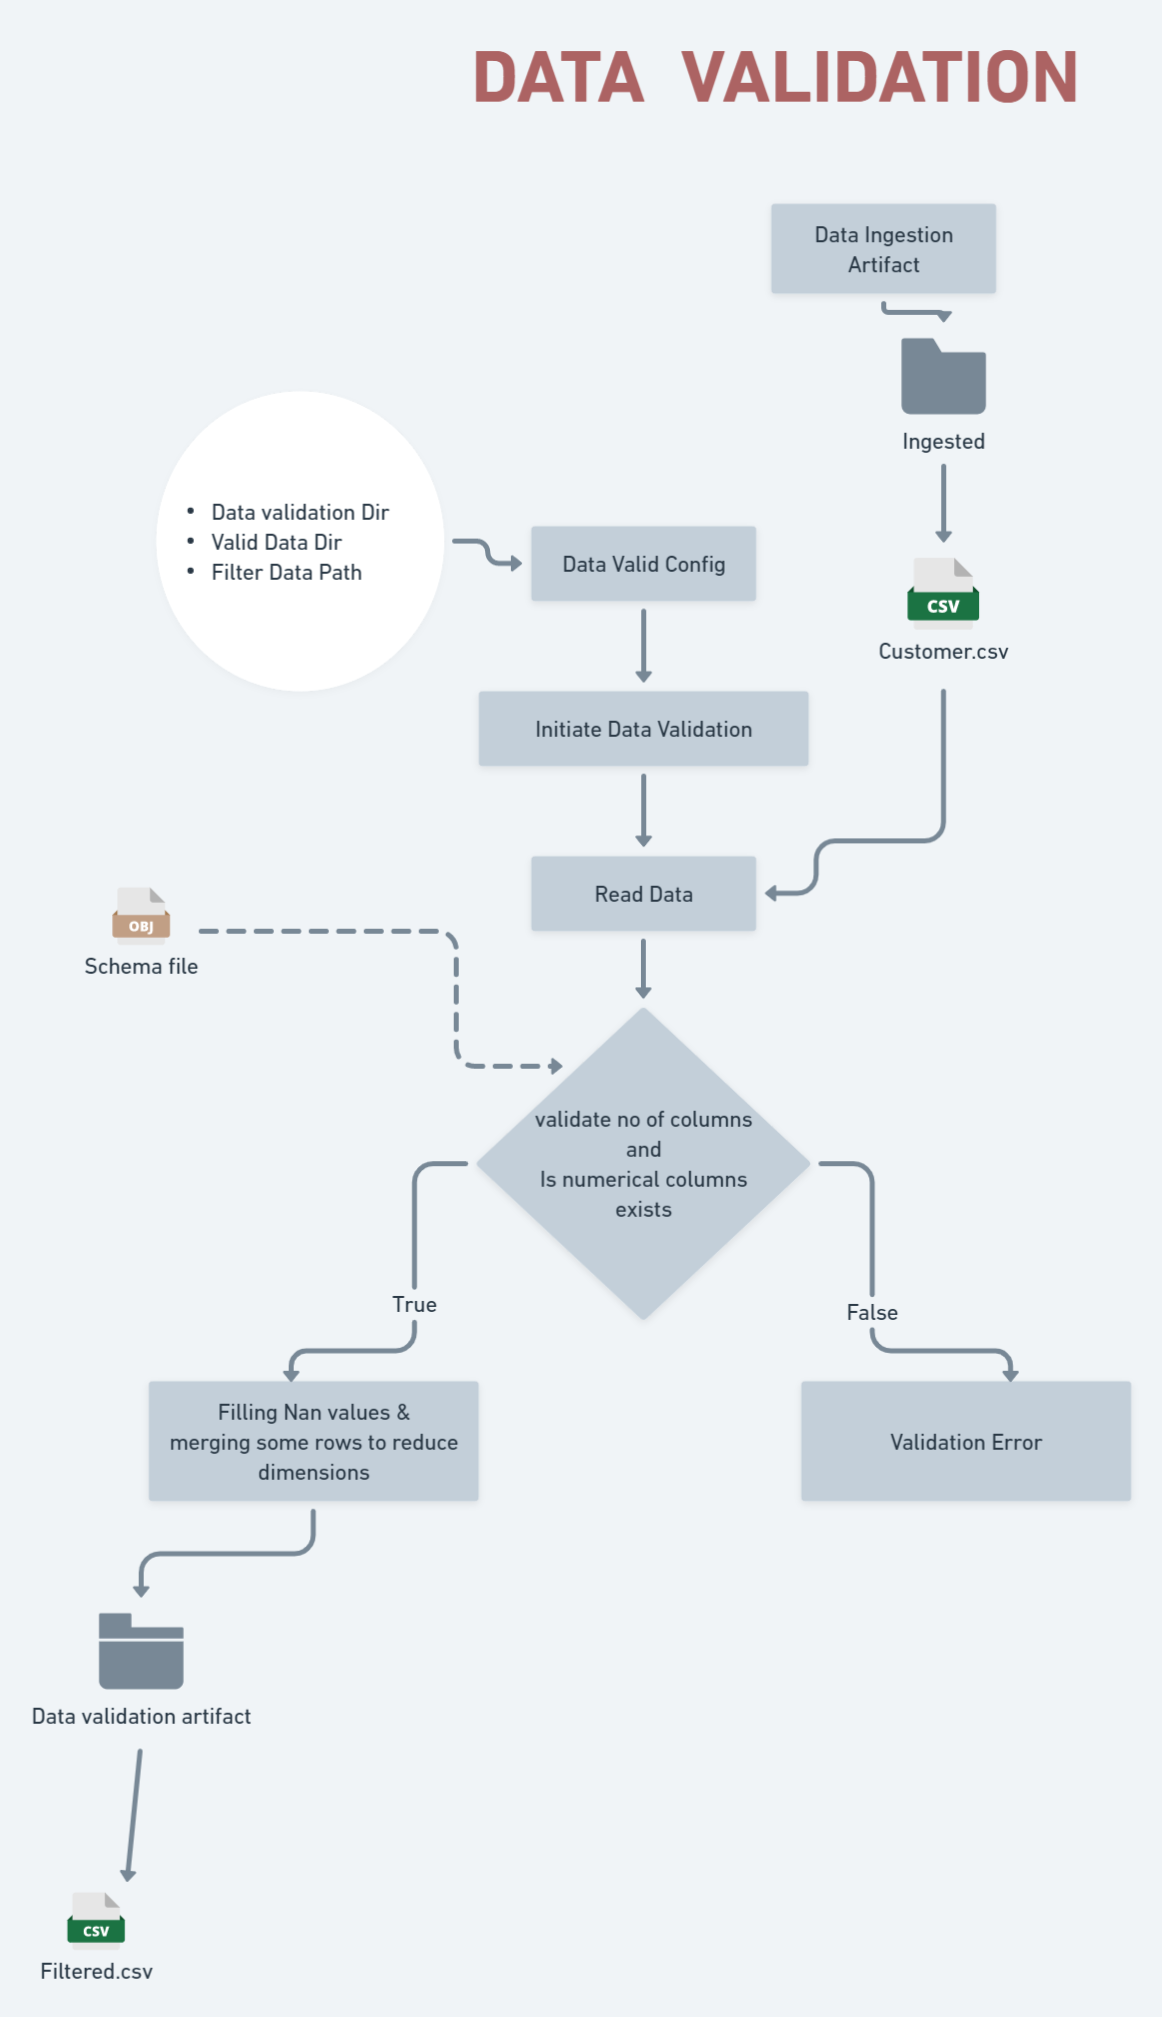 DATA VALIDATION
Data Ingestion
Artifact
Ingested
• Data validation Dir
• Valid Data Dir
• Filter Data Path
Data Valid Config
CSV
Customer.csv
Initiate Data Validation
Read Data
OBJ
Schema file
validate no of columns
and
Is numerical columns
exists
True
False
Filling Nan values &
merging some rows to reduce
dimensions
Validation Error
Data validation artifact
CSV
Filtered.csv